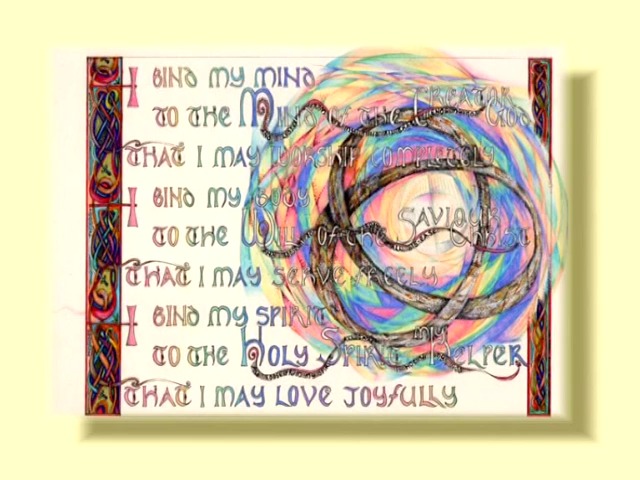 I BIND MY MIND
TO THE MIND OF THE CREATOR GOD
THAT I MAY WORSHIP COMPLETELY
I BIND MY BODY
TO THE WILL OF THE SAVIOUR CHRIST
THAT I MAY SERVE FREELY
I BIND MY SPIRIT
TO THE HOLY SPIRIT MY HELPER
THAT I MAY LOVE JOYFULLY